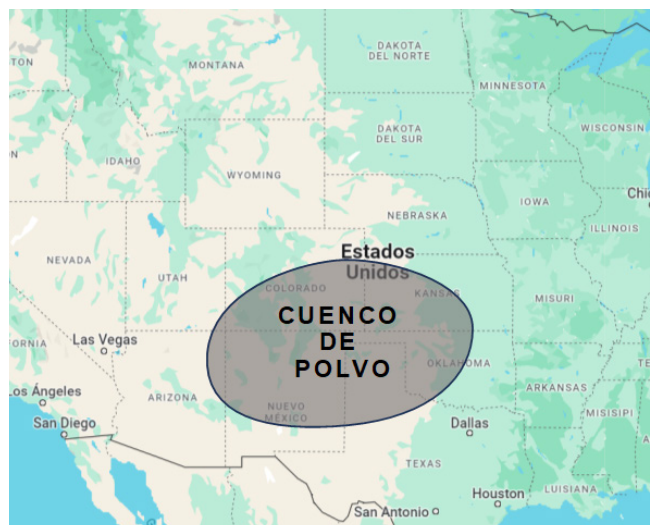 DAKOTA
DEL NORTE
MONTANA
TON
MINNESOTA
DAKOTA
DEL SUR
WISCONSIN
N
IDAHO
WYOMING
IOWA
Chic
NEBRASKA
ILLINOIS
Estados
Unidos
NEVADA
UTAH
COLORADO
KANSAS
MISURI
CUENCO
DE
POLVO
Las Vegas
ORNIA
OKLAHOMA
TE
Los Ángeles
ARIZONA
NUEVO
MÉXICO
ARKANSAS
MISISIPI
San Diego
Dallas
A
TEXAS
LUISIANA
Houston
San Antonio